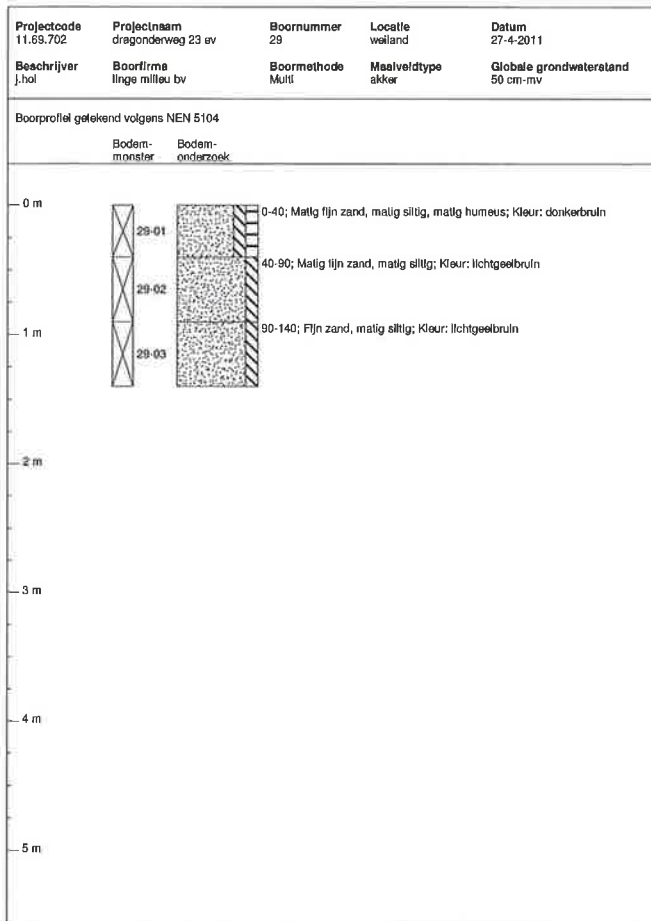 Projectcode Projectnaam Boornummer Locatie Datum
11.69.702 dragonderweg 23 ev 29 weiland 27-4-2011
Beschrijver Boorfirma Boormethode Maaiveldtype Globale grondwaterstand
j.hol linge milieu bv Multi akker 50 cm-mv
Boorprofiel getekend volgens NEN 5104
Bodem- Bodem-
monster onderzoek
0 m
0-40; Matig fijn zand, matig siltig, matig humeus; Kleur: donkerbruin
29-01
40-90; Matig fijn zand, matig siltig; Kleur: lichtgeelbruin
29-02
1 m
90-140; Fijn zand, matig siltig; Kleur: lichtgeelbruin
29-03
2 m
3 m
4 m
5 m